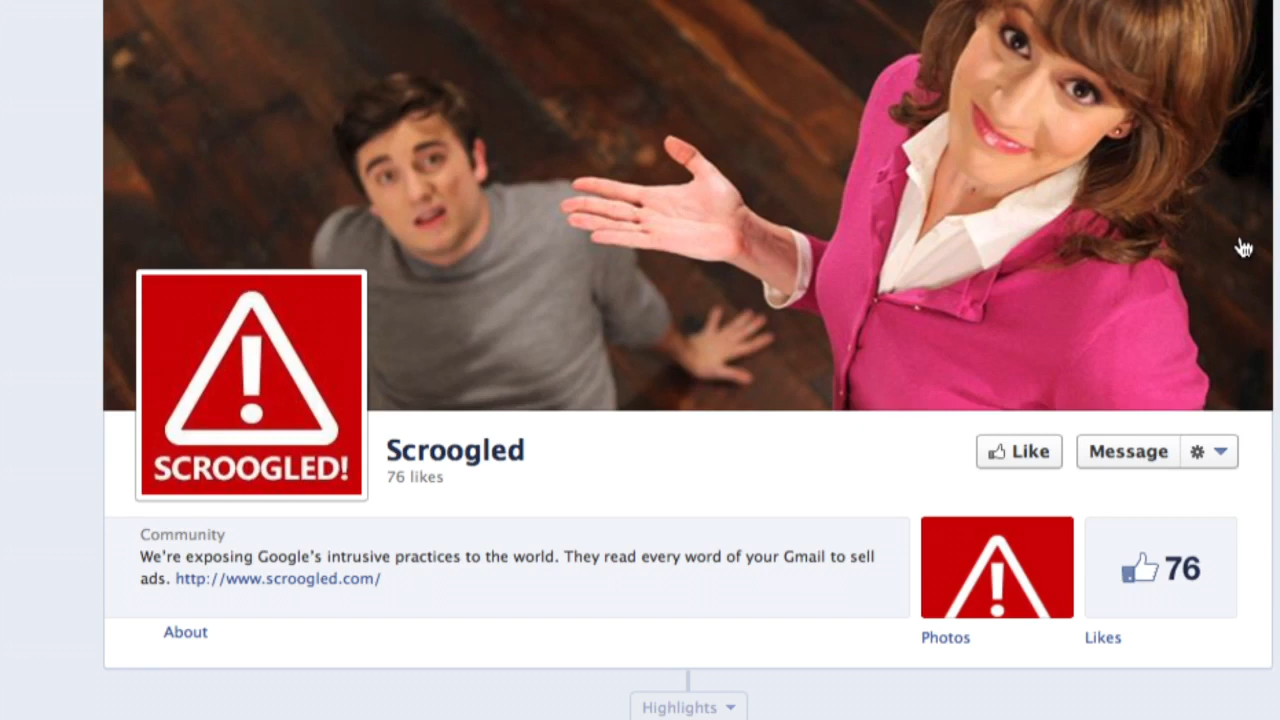 SCROOGLED!
Scroogled
76 likes
Like
Message
Community
We're exposing Google's intrusive practices to the world. They read every word of your Gmail to sell
ads. http://www.scroogled.com/
76
About
Photos
Likes
Highlights